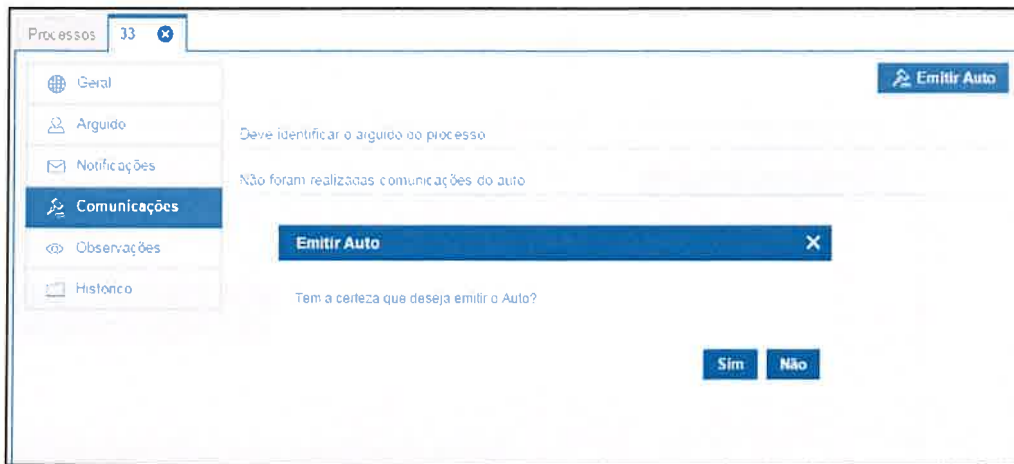 Processos 33
Geral
Emitir Auto
Arguido
Deve identificar o arguido do processo
Notificações
Não foram realizadas comunicações do auto
Comunicações
Emitir Auto
Observações
Histórico
Tem a certeza que deseja emitir o Auto?
Sim Não